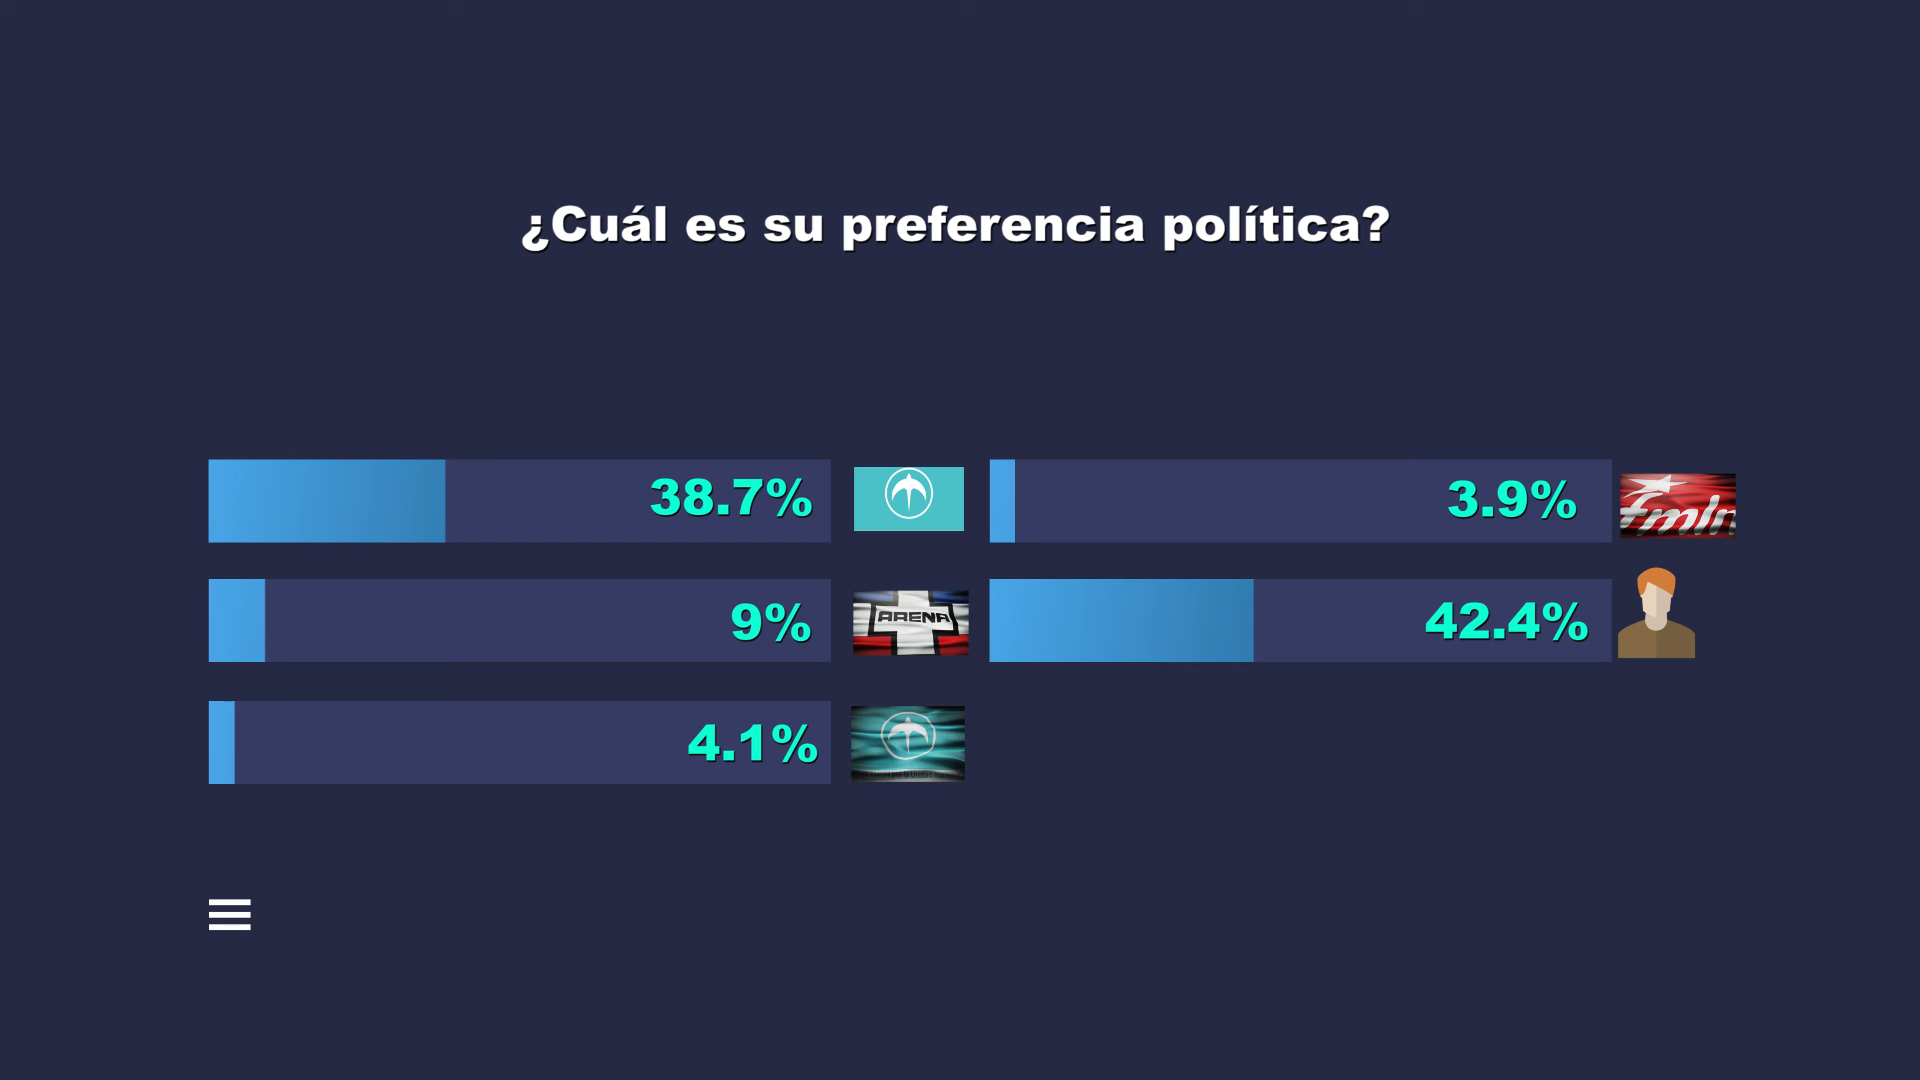 ¿Cuál es su preferencia política?
38.7%
3.9%
fmln
9%
ARENA
42.4%
4.1%